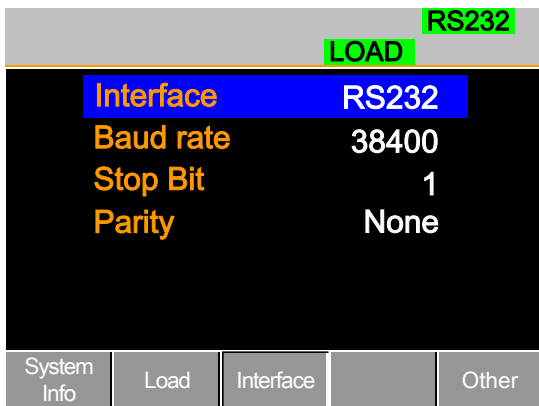 RS232
LOAD
Interface RS232
Baud rate 38400
Stop Bit 1
Parity None
System Info
Load
Interface
Other